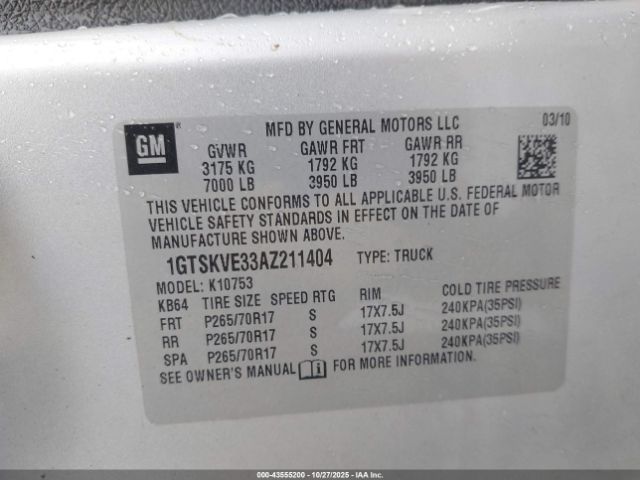 GM
®
MFD BY GENERAL MOTORS LLC 03/10
GVWR GAWR FRT GAWR RR
3175 KG 1792 KG 1792 KG
7000 LB 3950 LB 3950 LB
THIS VEHICLE CONFORMS TO ALL APPLICABLE U.S. FEDERAL MOTOR
VEHICLE SAFETY STANDARDS IN EFFECT ON THE DATE OF
MANUFACTURE SHOWN ABOVE.
1GTSKVE33AZ211404 TYPE: TRUCK
MODEL: K10753
KB64 TIRE SIZE SPEED RTG RIM COLD TIRE PRESSURE
FRT P265/70R17 S 17X7.5J 240KPA(35PSI)
RR P265/70R17 S 17X7.5J 240KPA(35PSI)
SPA P265/70R17 S 17X7.5J 240KPA(35PSI)
SEE OWNER'S MANUAL FOR MORE INFORMATION.
000-43555200 - 10/27/2025 - COPYRIGHT IAA, LLC.